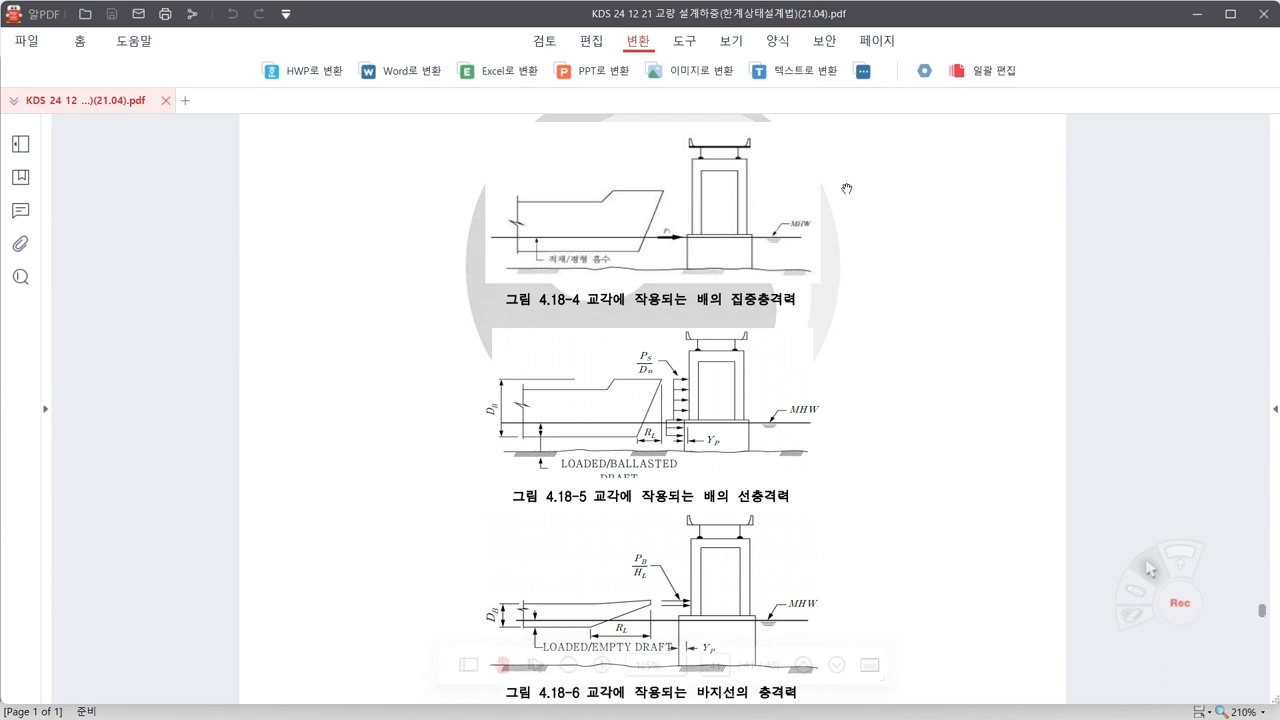 알PDF
KDS 24 12 21 교량 설계하중(한계상태설계법)(21.04).pdf
파일 홈 도움말 검토 편집 변환 도구 보기 양식 보안 페이지
HWP로 변환 Word로 변환 Excel로 변환 PPT로 변환 이미지로 변환 텍스트로 변환 일괄 편집
KDS 24 12 ...)(21.04).pdf
MHW
적재/평형 흘수
그림 4.18-4 교각에 작용되는 배의 집중충격력
P_S
D_B
MHW
R_L
Y_P
LOADED/BALLASTED
그림 4.18-5 교각에 작용되는 배의 선충격력
P_B
H_L
D_B
MHW
R_L
LOADED/EMPTY DRAFT
Y_P
그림 4.18-6 교각에 작용되는 바지선의 충격력
Rec
[Page 1 of 1] 준비
210%